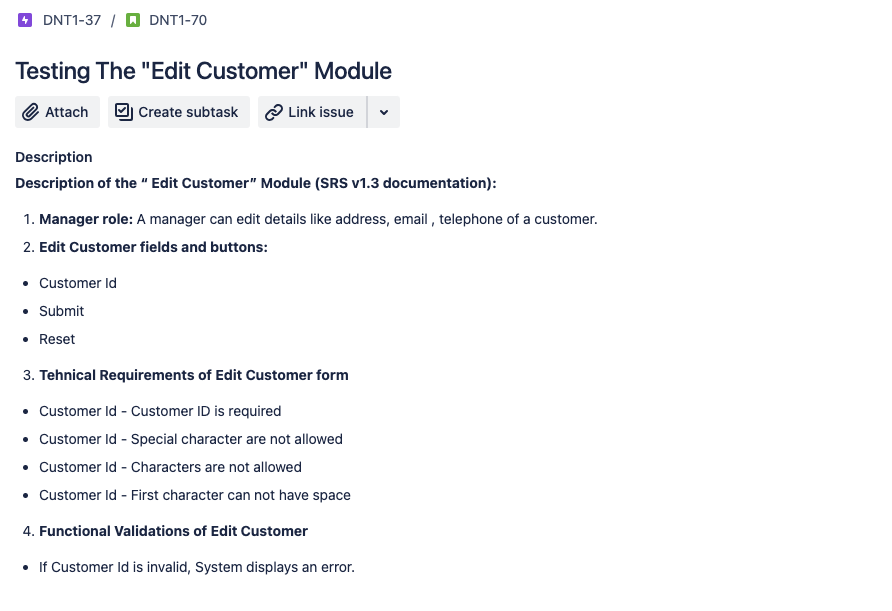 DNT1-37 / DNT1-70
Testing The "Edit Customer" Module
Attach Create subtask Link issue
Description
Description of the “ Edit Customer” Module (SRS v1.3 documentation):
1. Manager role: A manager can edit details like address, email , telephone of a customer.
2. Edit Customer fields and buttons:
• Customer Id
• Submit
• Reset
3. Tehnical Requirements of Edit Customer form
• Customer Id - Customer ID is required
• Customer Id - Special character are not allowed
• Customer Id - Characters are not allowed
• Customer Id - First character can not have space
4. Functional Validations of Edit Customer
• If Customer Id is invalid, System displays an error.